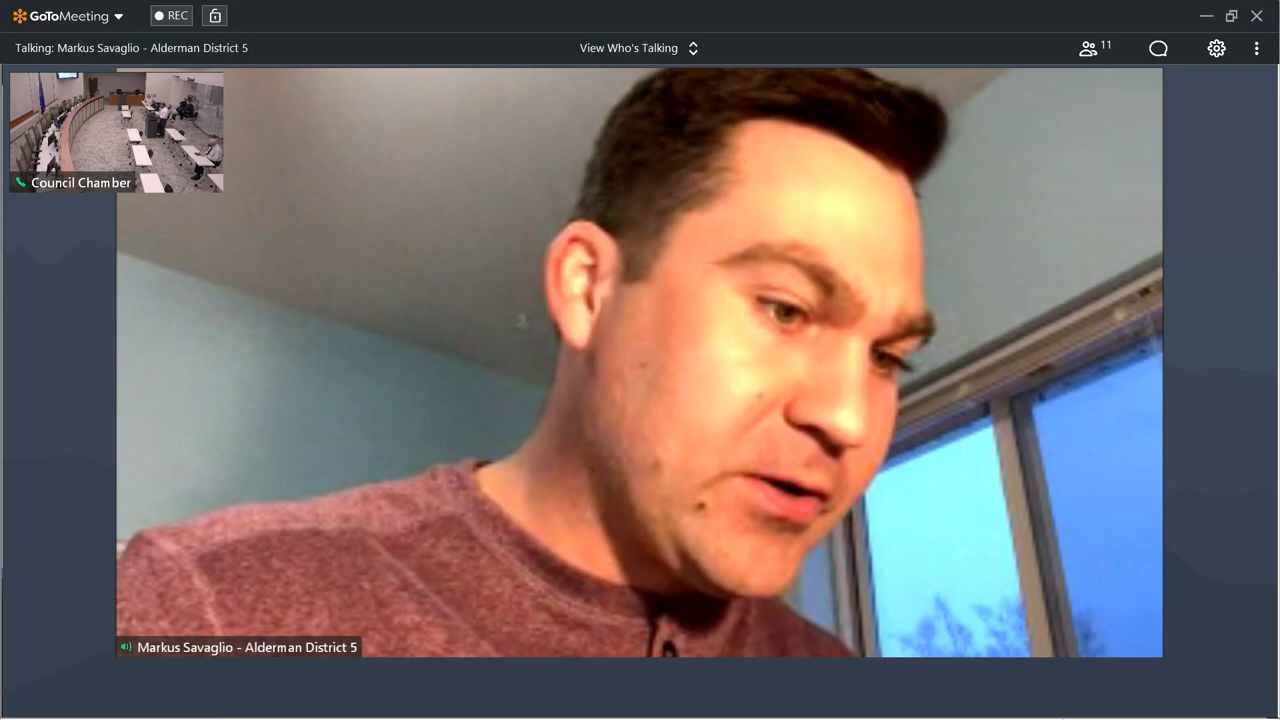 GoToMeeting
REC
Talking: Markus Savaglio - Alderman District 5
View Who's Talking
11
Council Chamber
Markus Savaglio - Alderman District 5